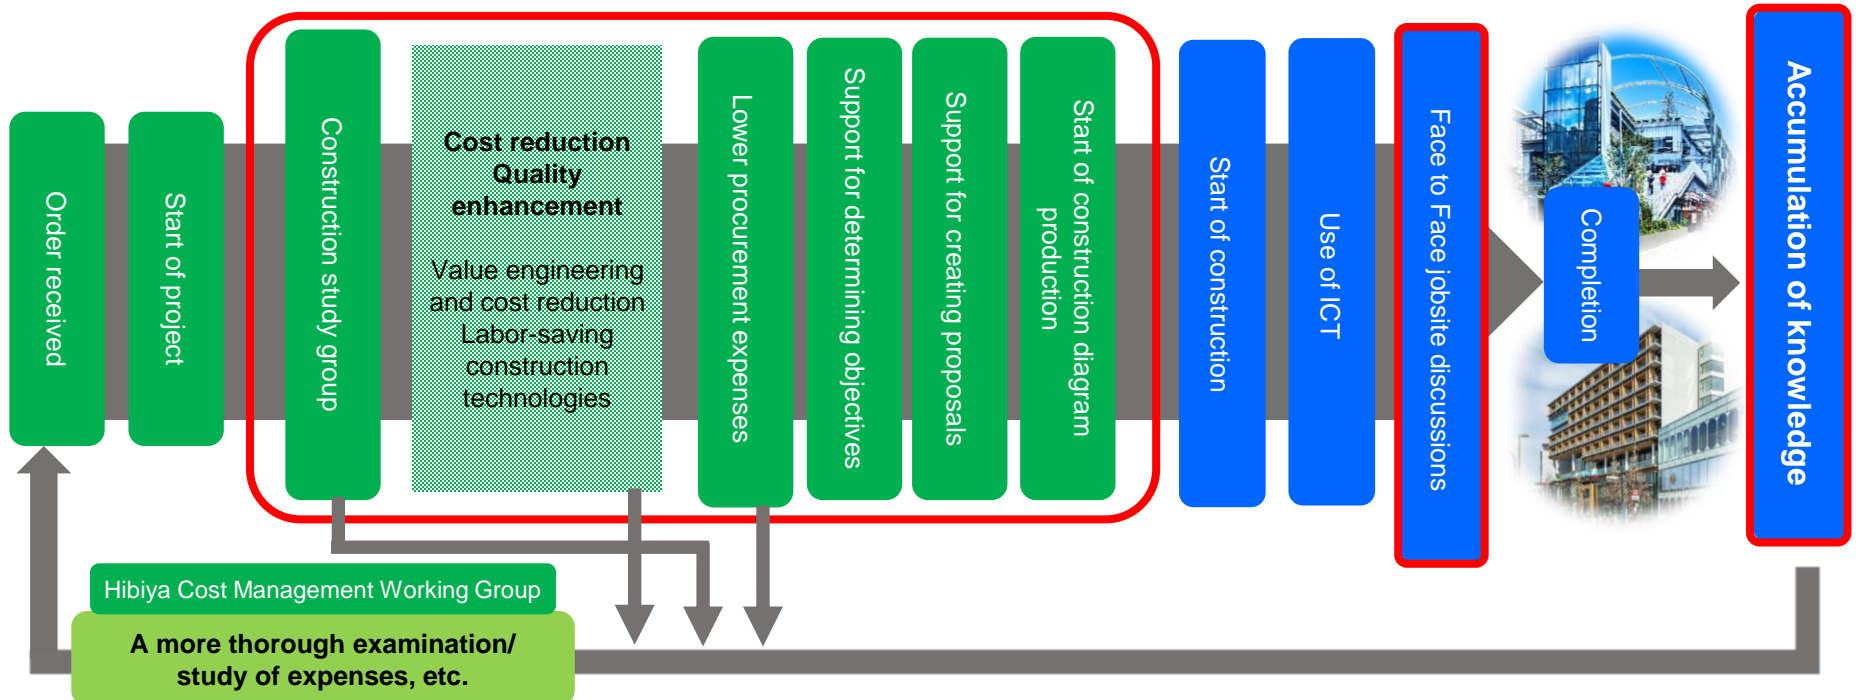 Order received
Start of project
Construction study group
Cost reduction
Quality
enhancement
Value engineering
and cost reduction
Labor-saving
construction
technologies
Lower procurement expenses
Support for determining objectives
Support for creating proposals
Start of construction diagram
production
Start of construction
Use of ICT
Face to Face jobsite discussions
Completion
Accumulation of knowledge
Hibiya Cost Management Working Group
A more thorough examination/
study of expenses, etc.